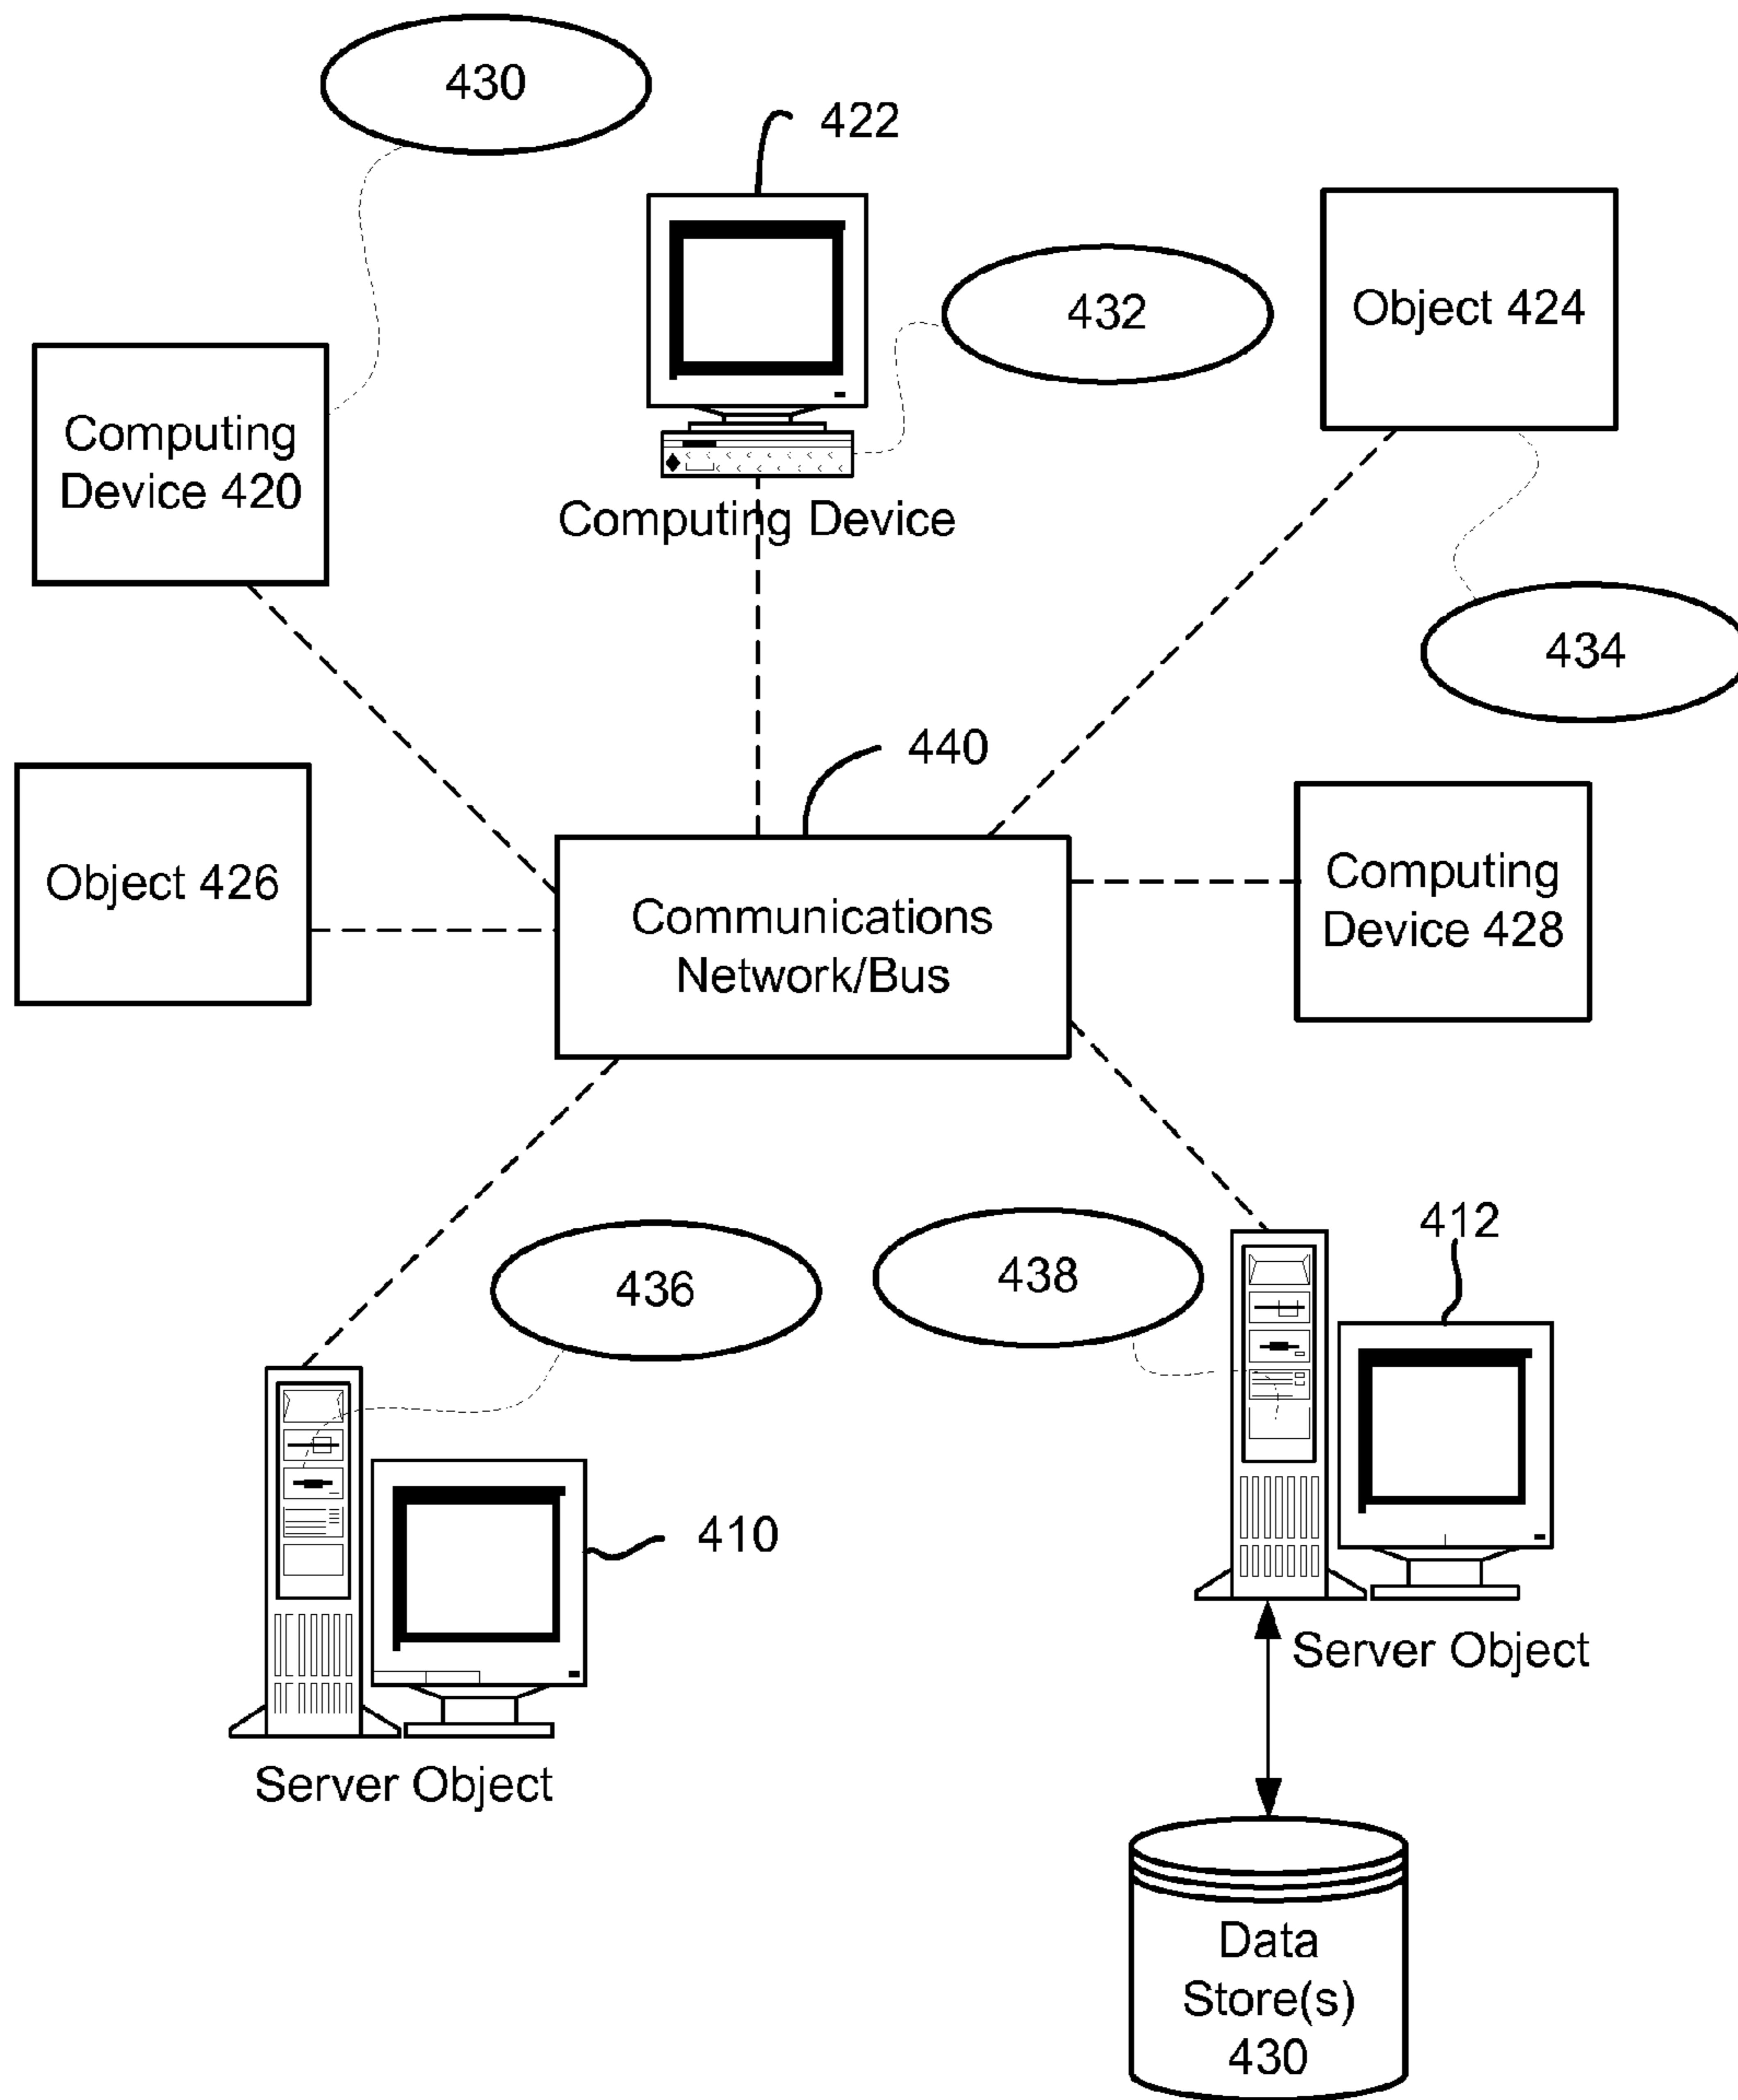 430
422
432
Object 424
Computing
Device 420
Computing Device
434
440
Object 426
Computing
Device 428
Communications
Network/Bus
436
438
412
410
Server Object
Server Object
Data
Store(s)
430